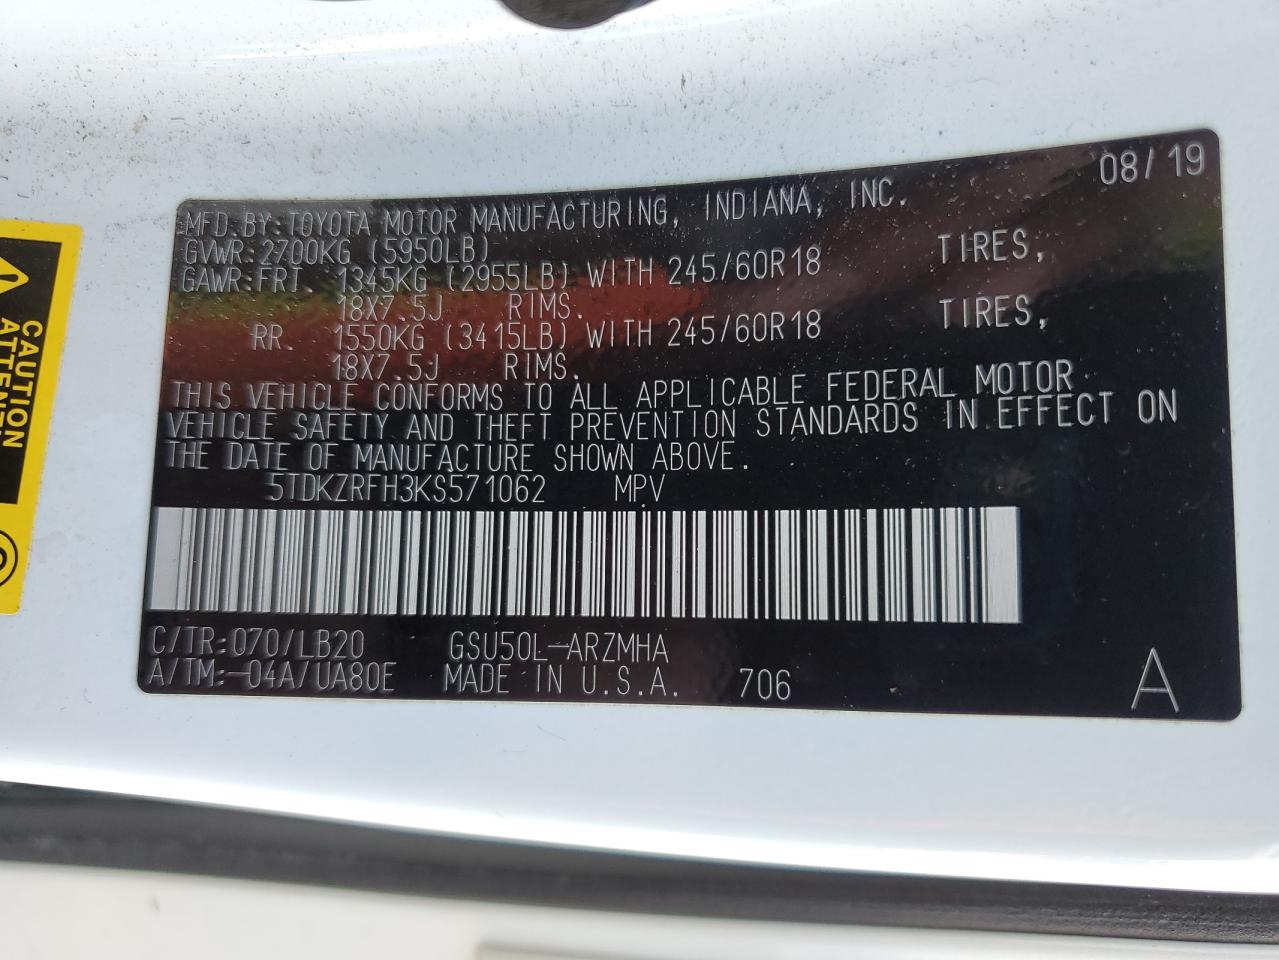 08/19
MFD.BY:TOYOTA MOTOR MANUFACTURING, INDIANA, INC.
GVWR:2700KG (5950LB)
GAWR:FRT 1345KG (2955LB) WITH 245/60R18 TIRES,
18X7.5J RIMS.
RR. 1550KG (3415LB) WITH 245/60R18 TIRES,
18X7.5J RIMS.
THIS VEHICLE CONFORMS TO ALL APPLICABLE FEDERAL MOTOR
VEHICLE SAFETY AND THEFT PREVENTION STANDARDS IN EFFECT ON
THE DATE OF MANUFACTURE SHOWN ABOVE.
5TDKZRFH3KS571062 MPV
C/TR:070/LB20 GSU50L-ARZMHA
A/TM:-04A/UA80E MADE IN U.S.A. 706 A
CAUTION